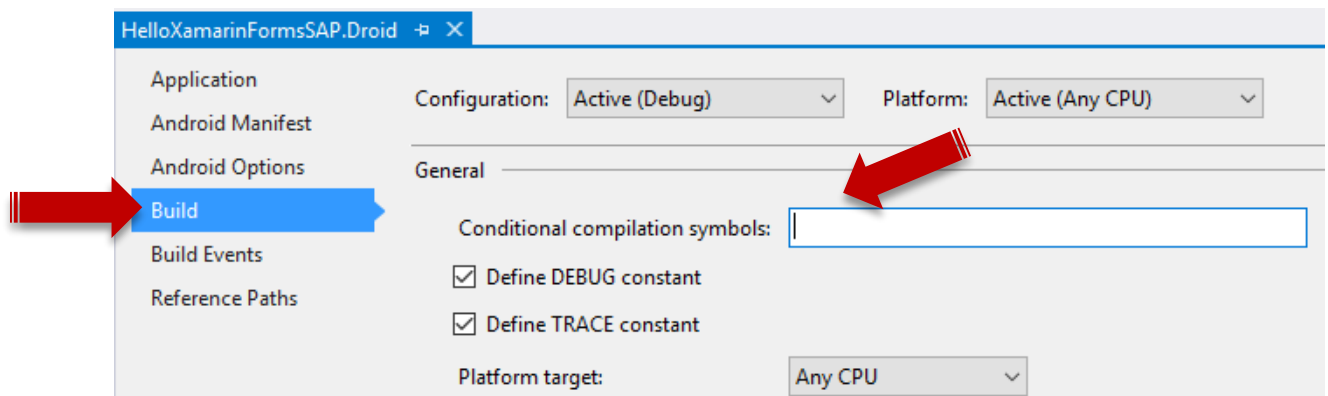 HelloXamarinFormsSAP.Droid
Application
Android Manifest
Android Options
Build
Build Events
Reference Paths
Configuration: Active (Debug) Platform: Active (Any CPU)
General
Conditional compilation symbols:
Define DEBUG constant
Define TRACE constant
Platform target: Any CPU